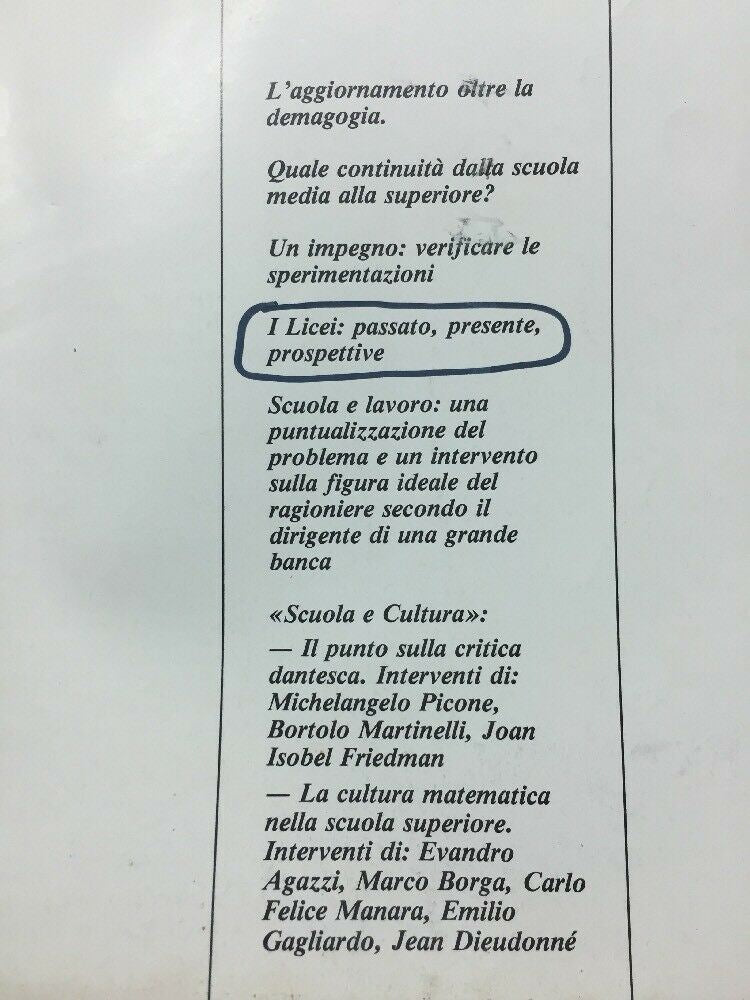 L'aggiornamento oltre la
demagogia.
Quale continuità dalla scuola
media alla superiore?
Un impegno: verificare le
sperimentazioni
I Licei: passato, presente,
prospettive
Scuola e lavoro: una
puntualizzazione del
problema e un intervento
sulla figura ideale del
ragioniere secondo il
dirigente di una grande
banca
«Scuola e Cultura»:
— Il punto sulla critica
dantesca. Interventi di:
Michelangelo Picone,
Bortolo Martinelli, Joan
Isobel Friedman
— La cultura matematica
nella scuola superiore.
Interventi di: Evandro
Agazzi, Marco Borga, Carlo
Felice Manara, Emilio
Gagliardo, Jean Dieudonné